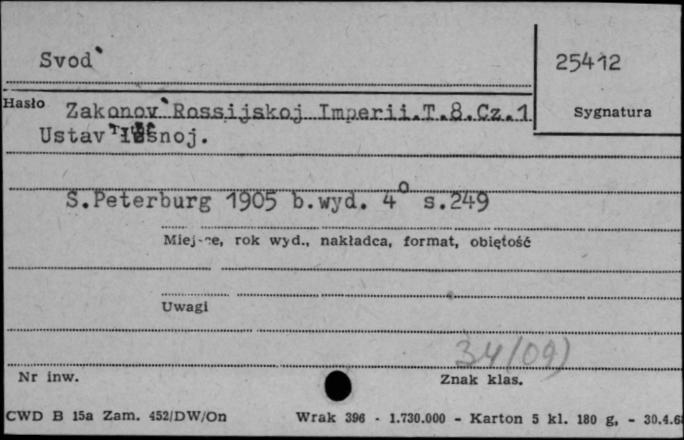 Svod`
25412
Hasło
Zakonov`Rossijskoj Imperii.T.8.Cz.1
Sygnatura
Ustav`
S.Peterburg 1905 b.wyd. 4° s.249
Miejsce, rok wyd., nakładca, format, objętość
Uwagi
34(09)
Nr inw.
Znak klas.
CWD B 15a Zam. 452/DW/On Wrak 396 - 1.730.000 - Karton 5 kl. 180 g, - 30.4.6